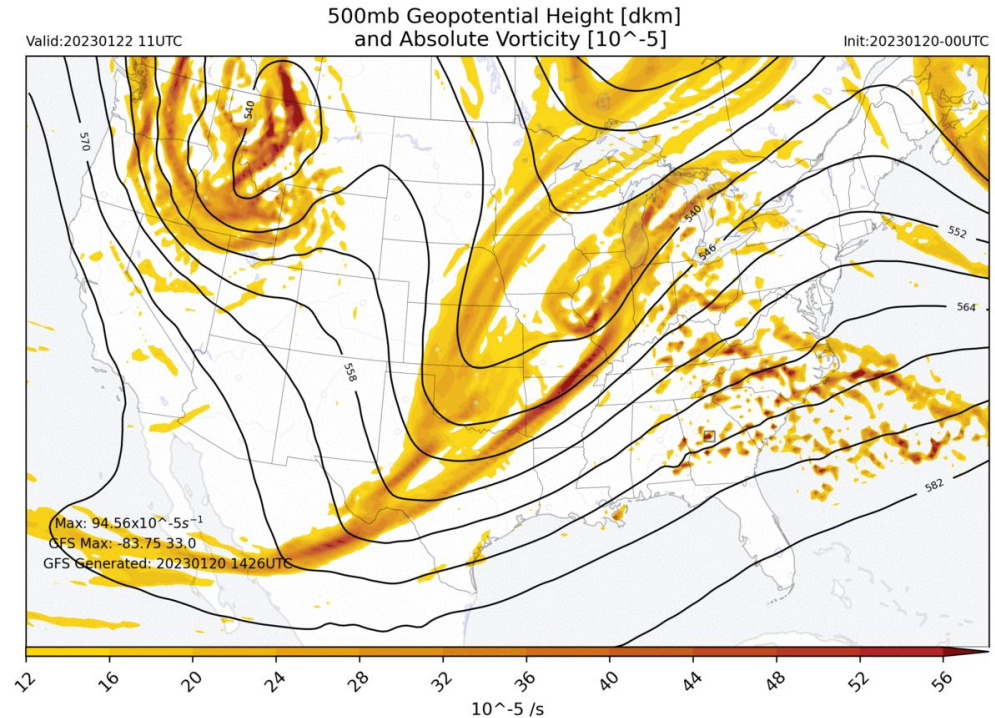 500mb Geopotential Height [dkm]
and Absolute Vorticity [10^-5]
Valid:20230122 11UTC
Init:20230120-00UTC
540
570
540
546
552
564
558
582
Max: 94.56x10^-5s⁻¹
GFS Max: -83.75 33.0
GFS Generated: 20230120 1426UTC
12 16 20 24 28 32 36 40 44 48 52 56
10^-5 /s